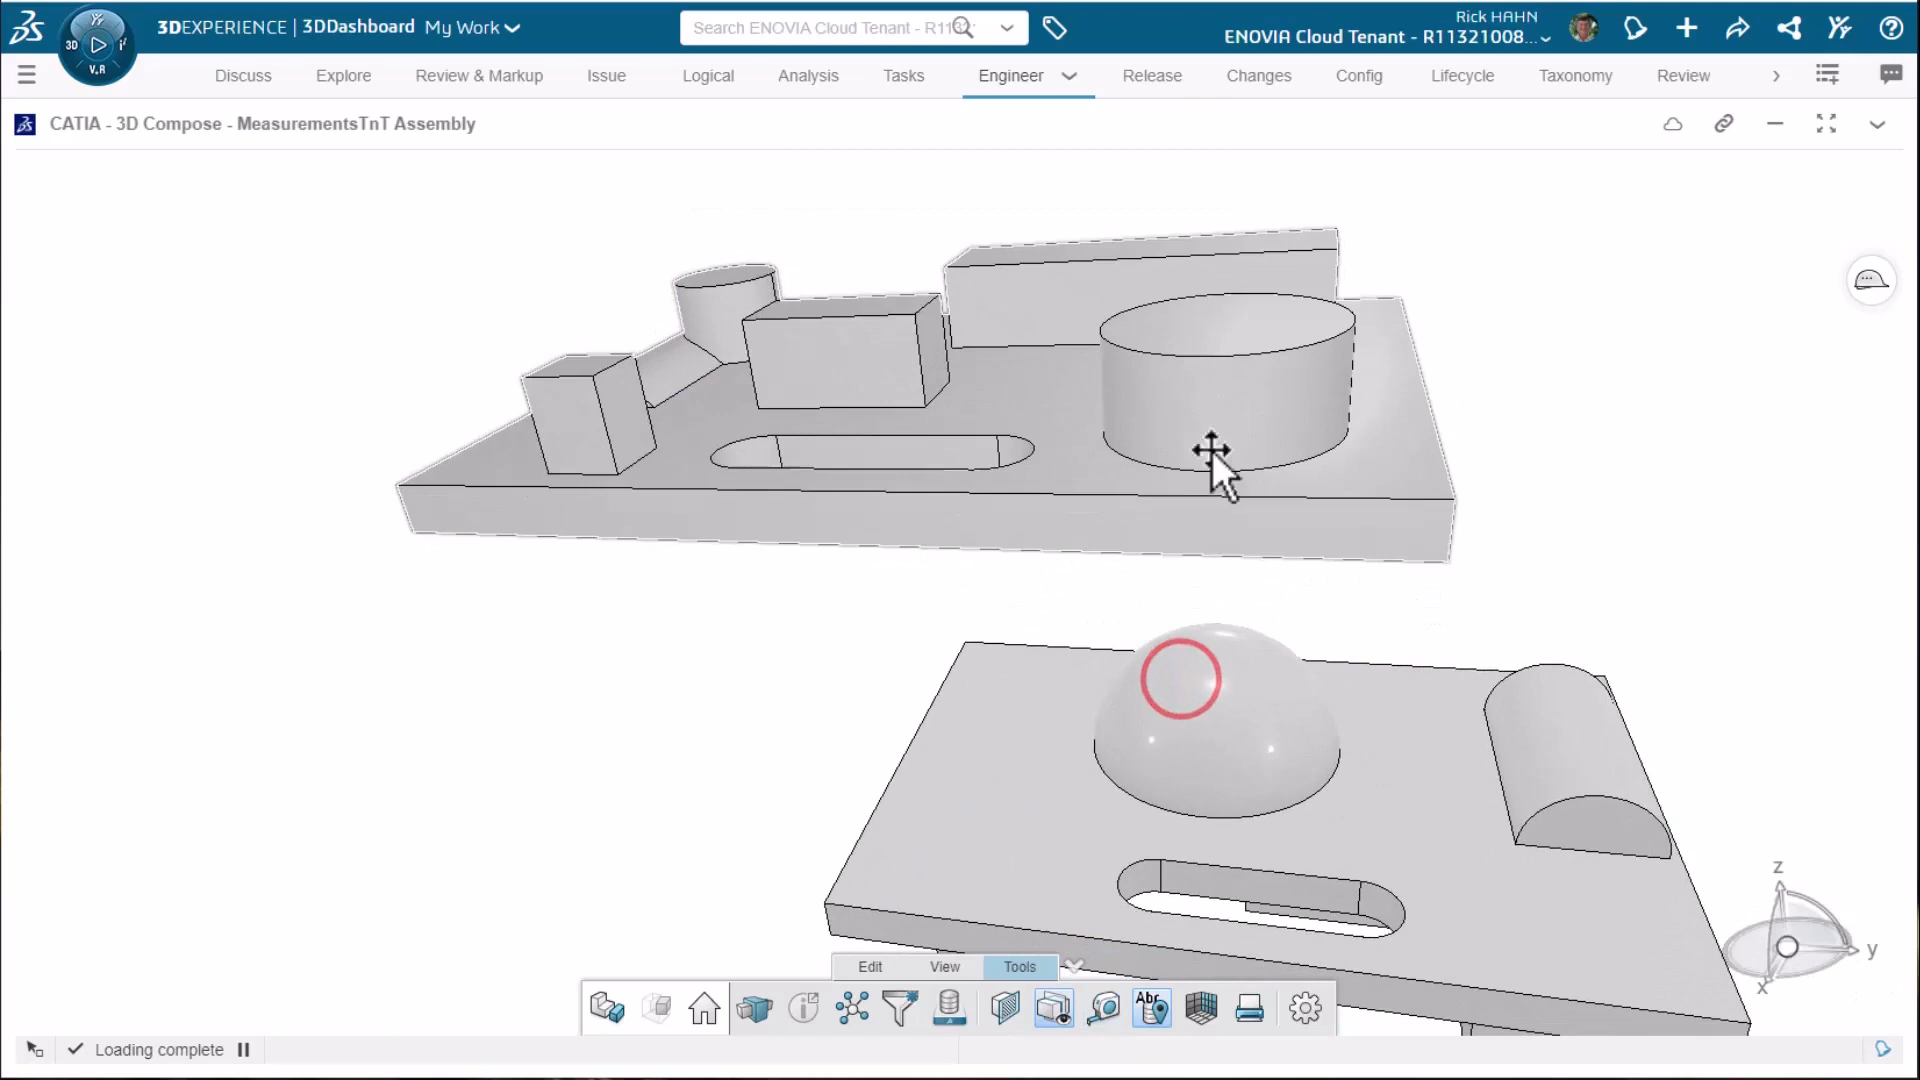 3DEXPERIENCE | 3DDashboard My Work
Search ENOVIA Cloud Tenant - R1132
Rick HAHN
ENOVIA Cloud Tenant - R11321008...
3D
V.R
Discuss Explore Review & Markup Issue Logical Analysis Tasks Engineer Release Changes Config Lifecycle Taxonomy Review
CATIA - 3D Compose - MeasurementsTnT Assembly
z
y
x
Edit View Tools
Abc
Loading complete